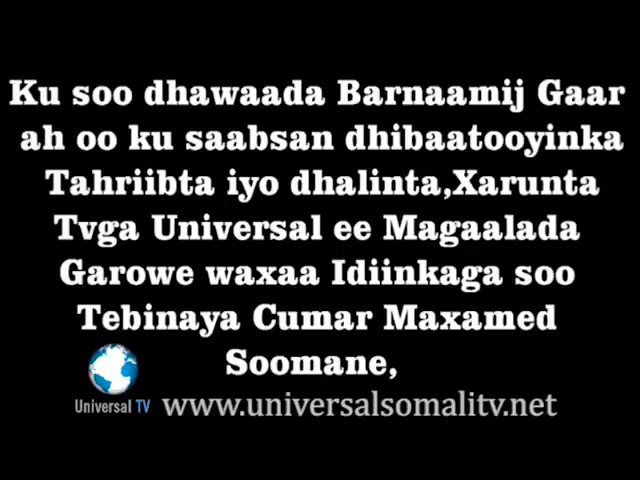 Ku soo dhawaada Barnaamij Gaar
ah oo ku saabsan dhibaatooyinka
Tahriibta iyo dhalinta,Xarunta
Tvga Universal ee Magaalada
Garowe waxaa Idiinkaga soo
Tebinaya Cumar Maxamed
Soomane,
Universal TV www.universalsomalitv.net